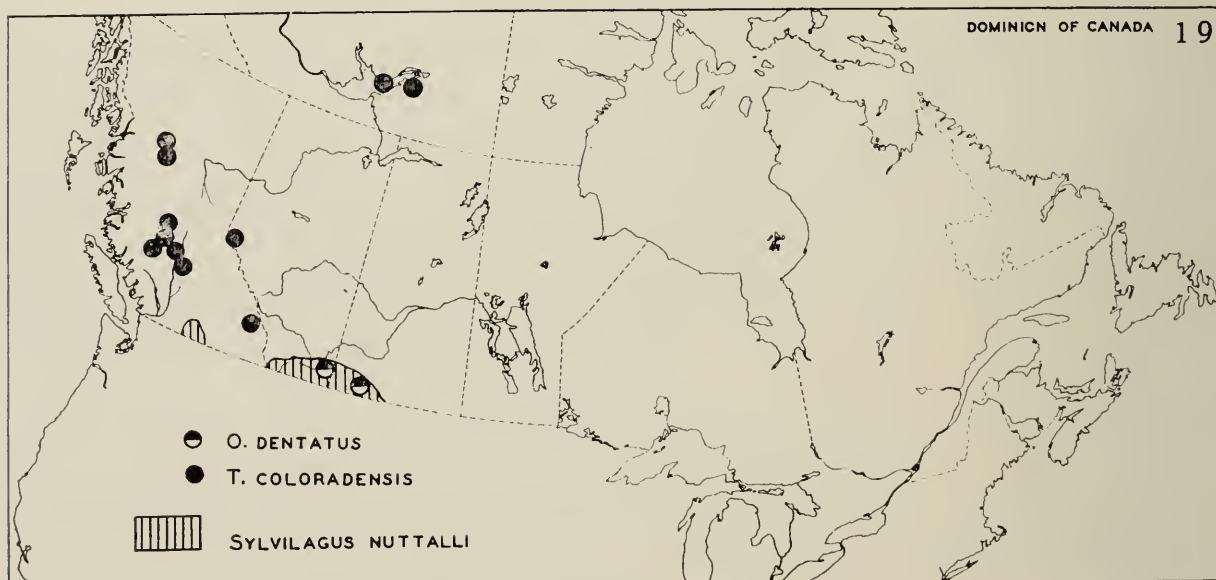 DOMINICN OF CANADA 19
O. DENTATUS
T. COLORADENSIS
SYLVILAGUS NUTTALLI